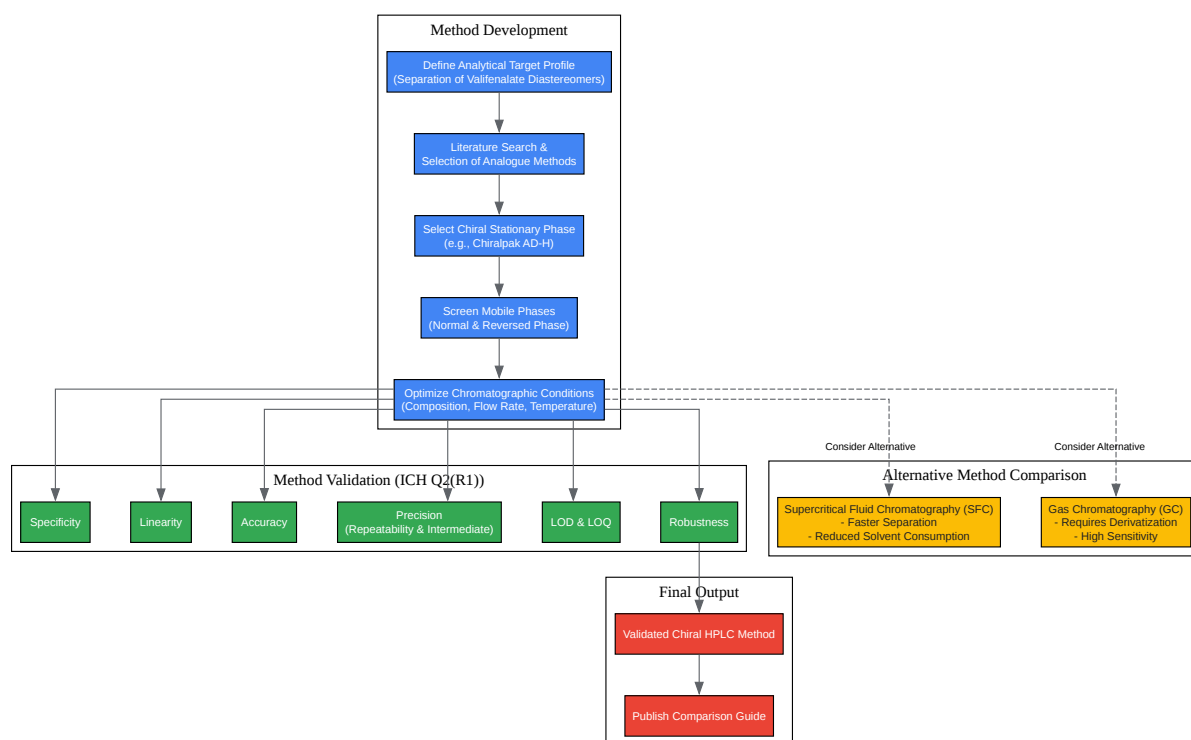 Method Development
Define Analytical Target Profile
(Separation of Valifenalate Diastereomers)
Literature Search &
Selection of Analogue Methods
Select Chiral Stationary Phase
(e.g., Chiralpak AD-H)
Screen Mobile Phases
(Normal & Reversed Phase)
Optimize Chromatographic Conditions
(Composition, Flow Rate, Temperature)
Consider Alternative
Consider Alternative
Method Validation (ICH Q2(R1))
Specificity
Linearity
Accuracy
Precision
(Repeatability & Intermediate)
LOD & LOQ
Robustness
Alternative Method Comparison
Supercritical Fluid Chromatography (SFC)
- Faster Separation
- Reduced Solvent Consumption
Gas Chromatography (GC)
- Requires Derivatization
- High Sensitivity
Final Output
Validated Chiral HPLC Method
Publish Comparison Guide